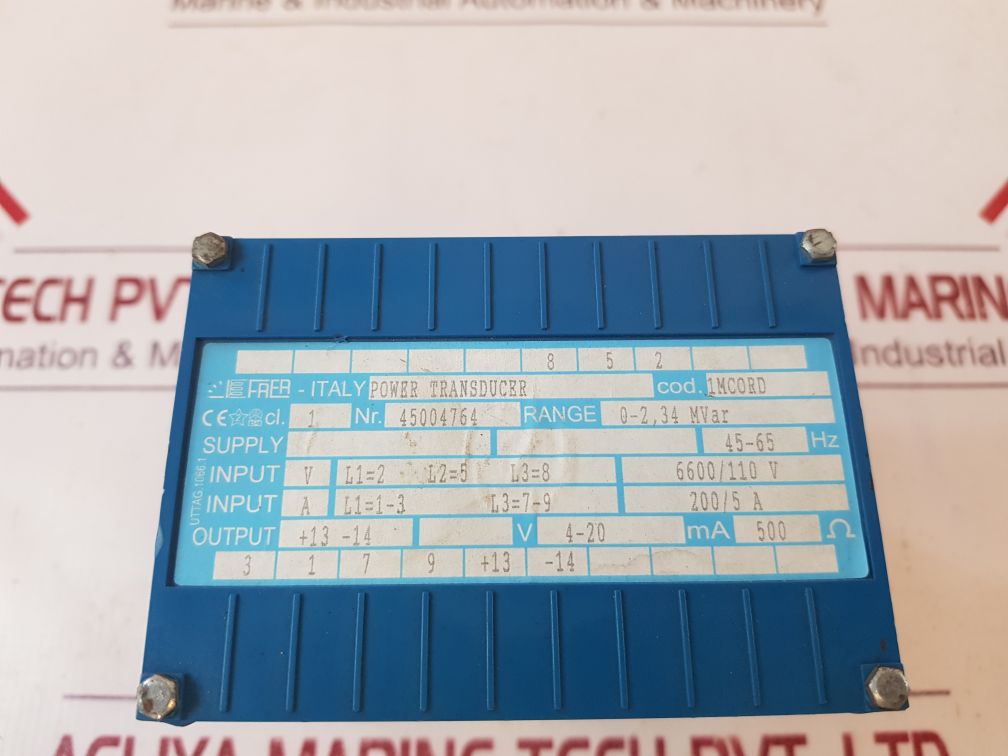 Marine & Industrial Automation & Machinery
TECH PVT
MARIN
mation & M
Industrial
8 5 2
FRER - ITALY POWER TRANSDUCER cod. 1MCORD
CE cl. 1 Nr. 45004764 RANGE 0-2,34 MVar
SUPPLY 45-65 Hz
INPUT V L1=2 L2=5 L3=8 6600/110 V
INPUT A L1=1-3 L3=7-9 200/5 A
OUTPUT +13 -14 V 4-20 mA 500 Ω
3 1 7 9 +13 -14
UTTAG.1066.1
MARINE TECH PVT. LTD